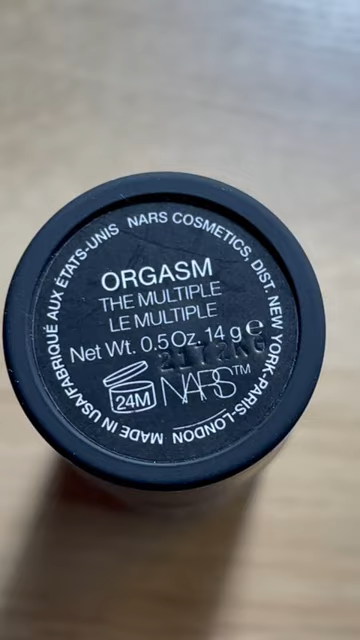 NARS COSMETICS, DIST. NEW YORK-PARIS-LONDON MADE IN USA/FABRIQUÉ AUX ÉTATS-UNIS
ORGASM
THE MULTIPLE
LE MULTIPLE
Net Wt. 0.5 Oz. 14 g e
24M NARS™